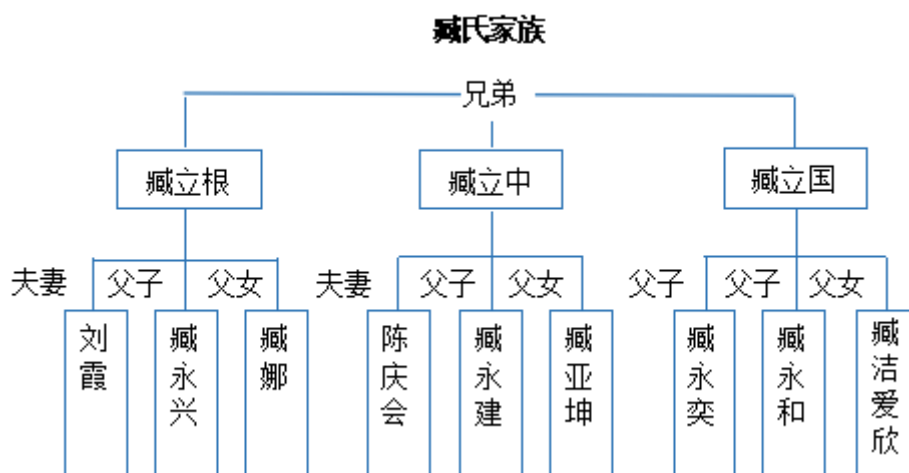 臧氏家族
兄弟
臧立根
臧立中
臧立国
夫妻
父子
父女
夫妻
父子
父女
父子
父子
父女
刘霞
臧永兴
臧娜
陈庆会
臧永建
臧亚坤
臧永奕
臧永和
臧洁爱欣